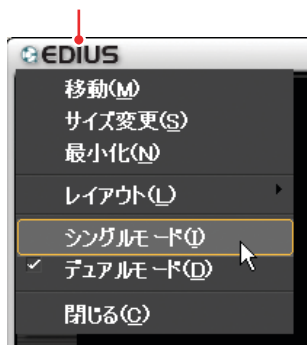 EDIUS
移動(M)
サイズ変更(S)
最小化(N)
レイアウト(L)
シングルモード(I)
デュアルモード(D)
閉じる(C)